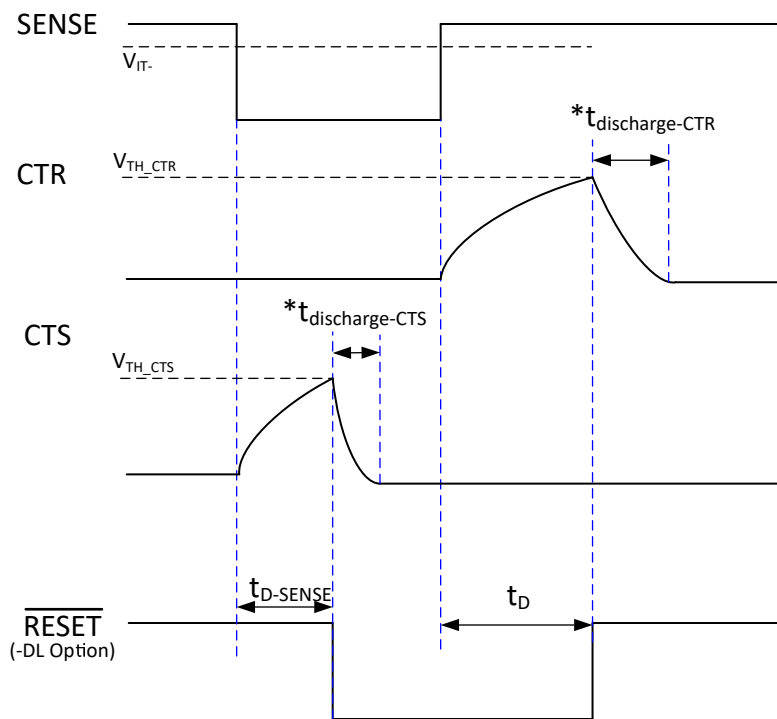 SENSE
VIT-
*tdischarge-CTR
VTH_CTR
CTR
*tdischarge-CTS
CTS
VTH_CTS
tD-SENSE
tD
RESET
(-DL Option)